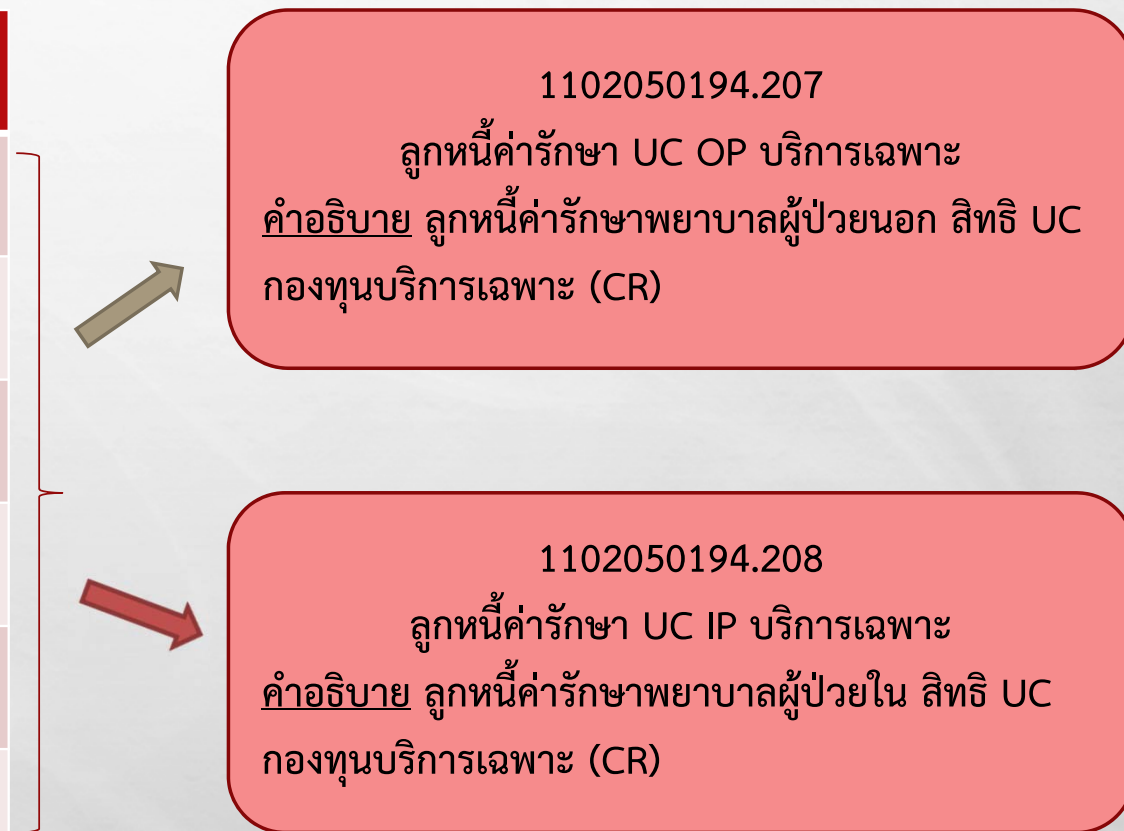 1102050194.207
ลูกหนี้ค่ารักษา UC OP บริการเฉพาะ
คำอธิบาย ลูกหนี้ค่ารักษาพยาบาลผู้ป่วยนอก สิทธิ UC
กองทุนบริการเฉพาะ (CR)
1102050194.208
ลูกหนี้ค่ารักษา UC IP บริการเฉพาะ
คำอธิบาย ลูกหนี้ค่ารักษาพยาบาลผู้ป่วยใน สิทธิ UC
กองทุนบริการเฉพาะ (CR)